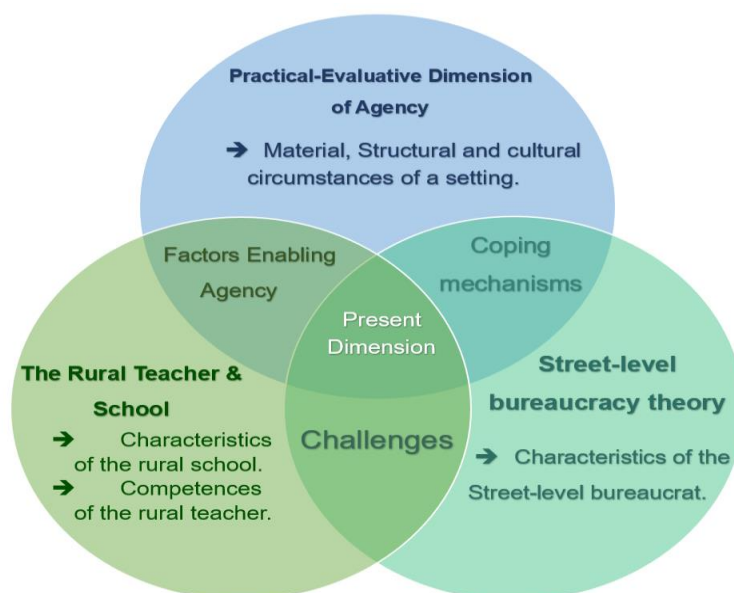 Practical-Evaluative Dimension
of Agency
➔ Material, Structural and cultural
circumstances of a setting.
Factors Enabling
Agency
Coping
mechanisms
Present
Dimension
The Rural Teacher &
School
➔ Characteristics
of the rural school.
➔ Competences
of the rural teacher.
Challenges
Street-level
bureaucracy theory
➔ Characteristics of the
Street-level bureaucrat.